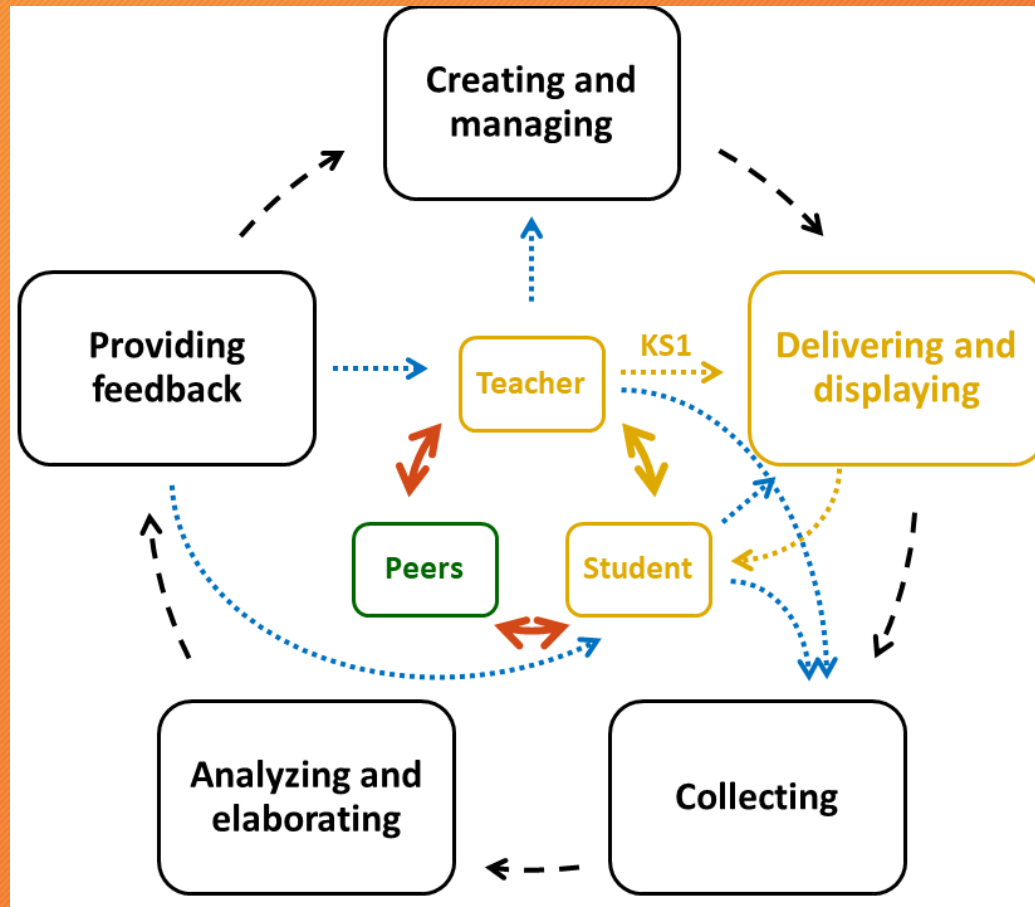 Creating and
managing
Providing
feedback
KS1
Teacher
Delivering and
displaying
Peers
Student
Analyzing and
elaborating
Collecting